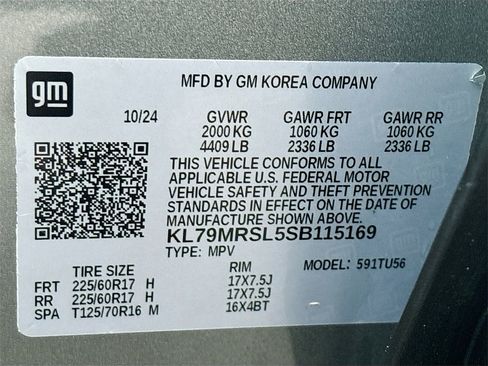 gm
MFD BY GM KOREA COMPANY
10/24 GVWR GAWR FRT GAWR RR
2000 KG 1060 KG 1060 KG
4409 LB 2336 LB 2336 LB
THIS VEHICLE CONFORMS TO ALL
APPLICABLE U.S. FEDERAL MOTOR
VEHICLE SAFETY AND THEFT PREVENTION
STANDARDS IN EFFECT ON THE DATE OF
MANUFACTURE SHOWN ABOVE.
KL79MRSL5SB115169
TYPE: MPV MODEL: 591TU56
TIRE SIZE RIM
FRT 225/60R17 H 17X7.5J
RR 225/60R17 H 17X7.5J
SPA T125/70R16 M 16X4BT